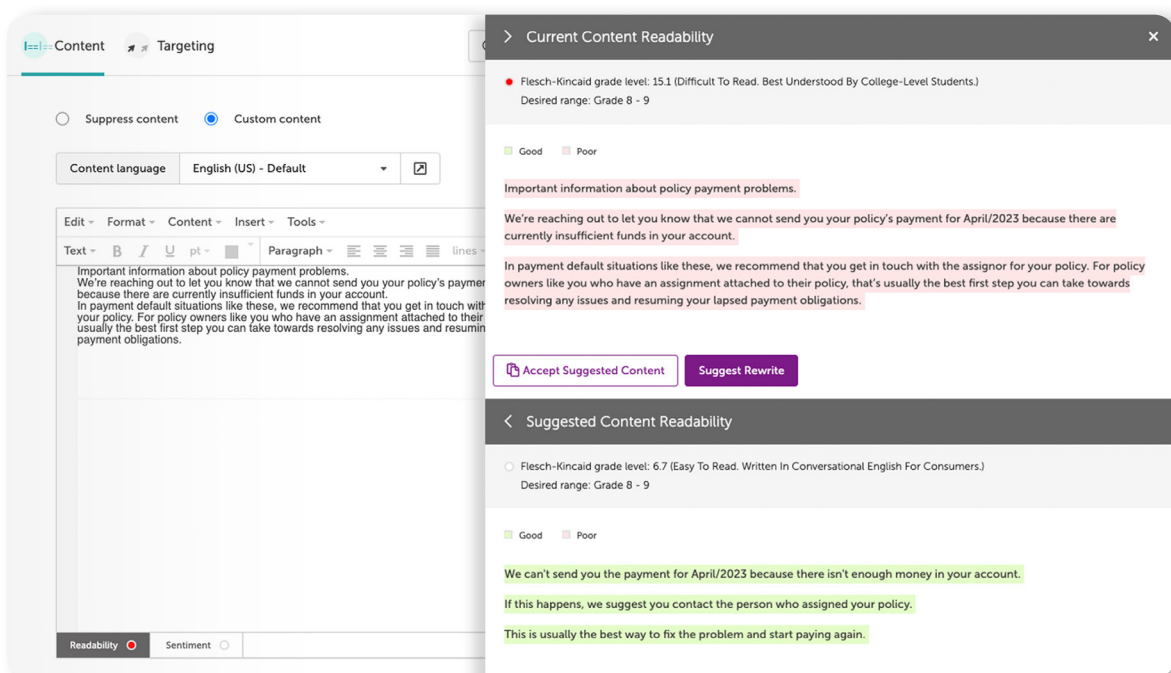 Content
Targeting
Suppress content
Custom content
Content language
English (US) - Default
Edit
Format
Content
Insert
Tools
Text
B
I
U
pt
Paragraph
lines
Important information about policy payment problems.
We're reaching out to let you know that we cannot send you your policy's paymen
because there are currently insufficient funds in your account.
In payment default situations like these, we recommend that you get in touch with
your policy. For policy owners like you who have an assignment attached to their
usually the best first step you can take towards resolving any issues and resumin
payment obligations.
Readability
Sentiment
Current Content Readability
Flesch-Kincaid grade level: 15.1 (Difficult To Read. Best Understood By College-Level Students.)
Desired range: Grade 8 - 9
Good
Poor
Important information about policy payment problems.
We're reaching out to let you know that we cannot send you your policy's payment for April/2023 because there are
currently insufficient funds in your account.
In payment default situations like these, we recommend that you get in touch with the assignor for your policy. For policy
owners like you who have an assignment attached to their policy, that's usually the best first step you can take towards
resolving any issues and resuming your lapsed payment obligations.
Accept Suggested Content
Suggest Rewrite
Suggested Content Readability
Flesch-Kincaid grade level: 6.7 (Easy To Read. Written In Conversational English For Consumers.)
Desired range: Grade 8 - 9
Good
Poor
We can't send you the payment for April/2023 because there isn't enough money in your account.
If this happens, we suggest you contact the person who assigned your policy.
This is usually the best way to fix the problem and start paying again.